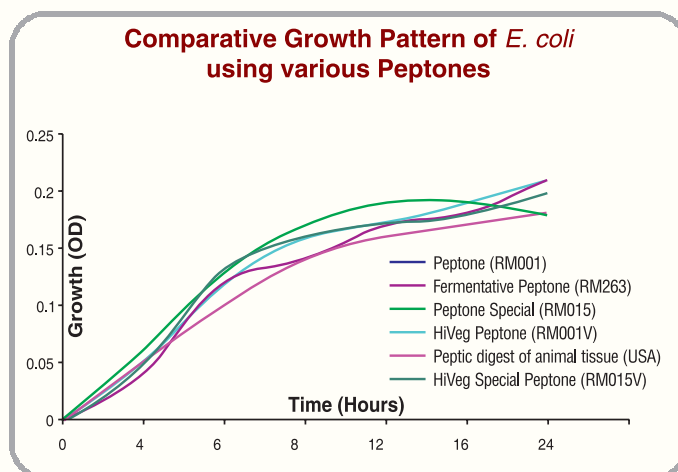 Comparative Growth Pattern of E. coli
using various Peptones
0.25
0.2
0.15
0.1
0.05
0
Growth (OD)
Peptone (RM001)
Fermentative Peptone (RM263)
Peptone Special (RM015)
HiVeg Peptone (RM001V)
Peptic digest of animal tissue (USA)
HiVeg Special Peptone (RM015V)
Time (Hours)
0 4 6 8 12 16 24